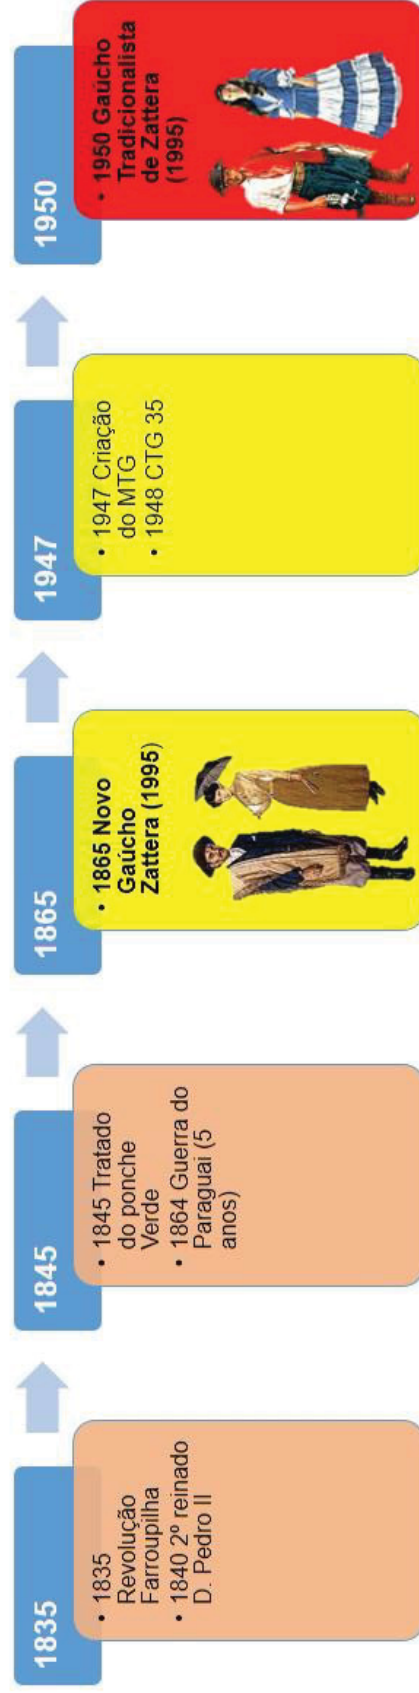 1835
• 1835
Revolução
Farroupilha
• 1840 2º reinado
D. Pedro II
1845
• 1845 Tratado
do ponche
Verde
• 1864 Guerra do
Paraguai (5
anos)
1865
• 1865 Novo
Gaúcho
Zattera (1995)
1947
• 1947 Criação
do MTG
• 1948 CTG 35
1950
• 1950 Gaúcho
Tradicionalista
de Zattera
(1995)